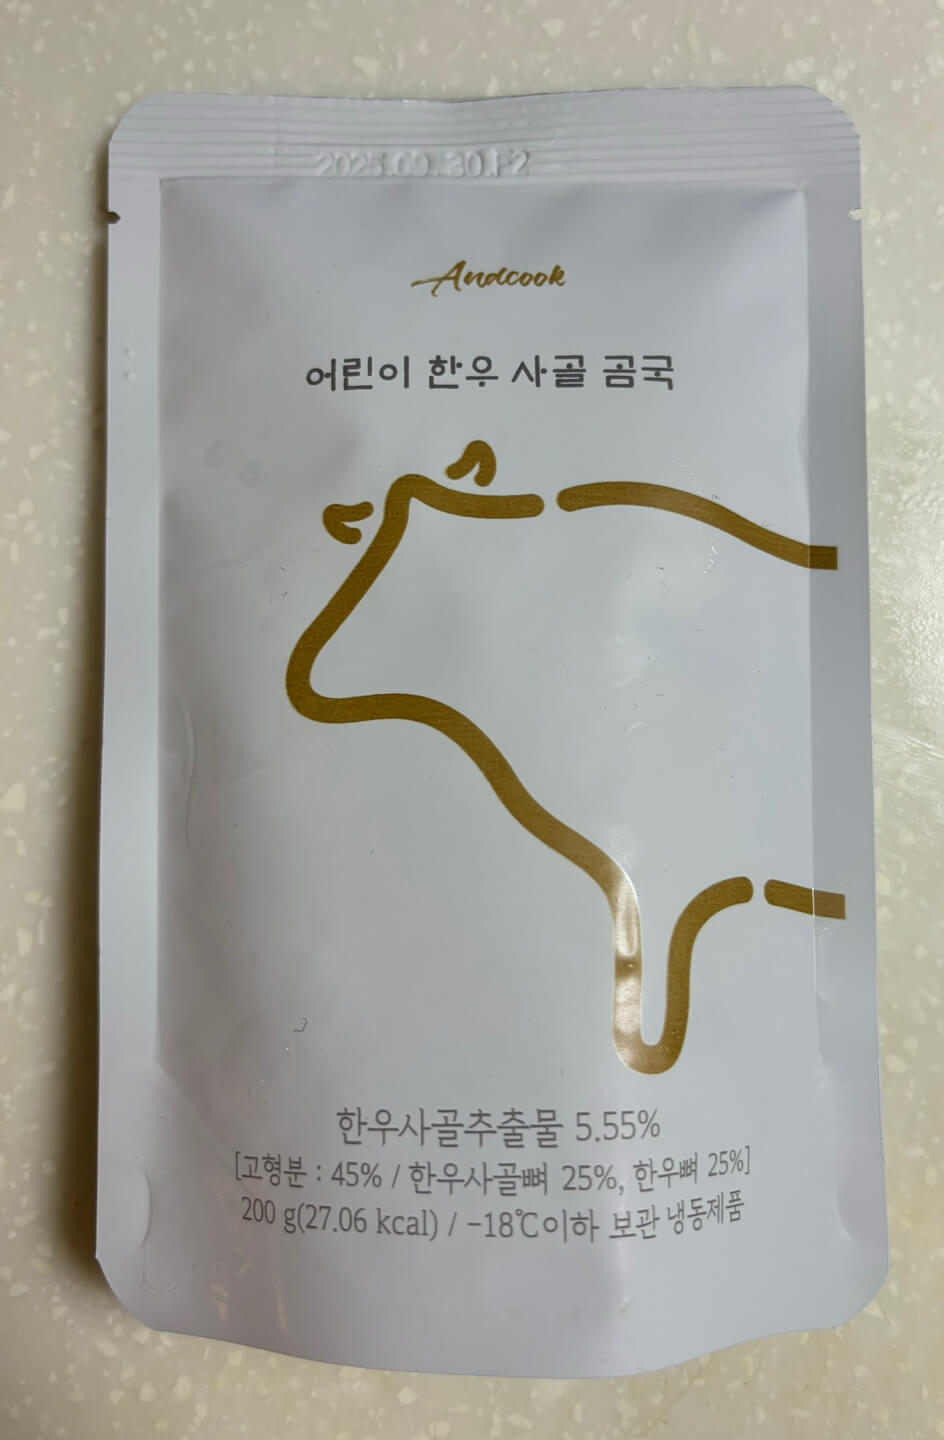 2025.09.30.F2
Andcook
어린이 한우 사골 곰국
한우사골추출물 5.55%
[고형분 : 45% / 한우사골뼈 25%, 한우뼈 25%]
200 g(27.06 kcal) / -18℃이하 보관 냉동제품